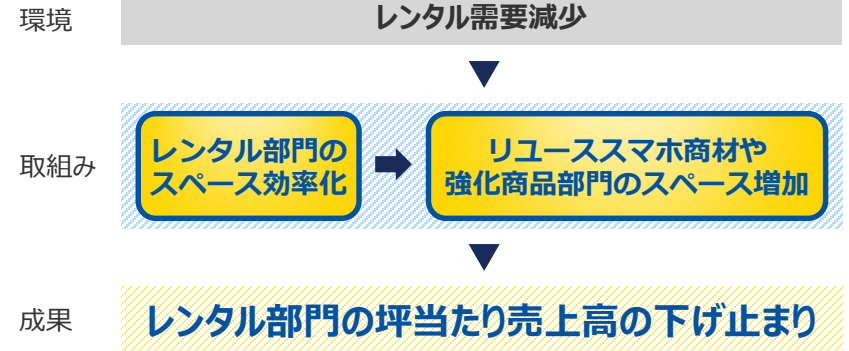 環境
レンタル需要減少
取組み
レンタル部門の
スペース効率化
リユーススマホ商材や
強化商品部門のスペース増加
成果
レンタル部門の坪当たり売上高の下げ止まり